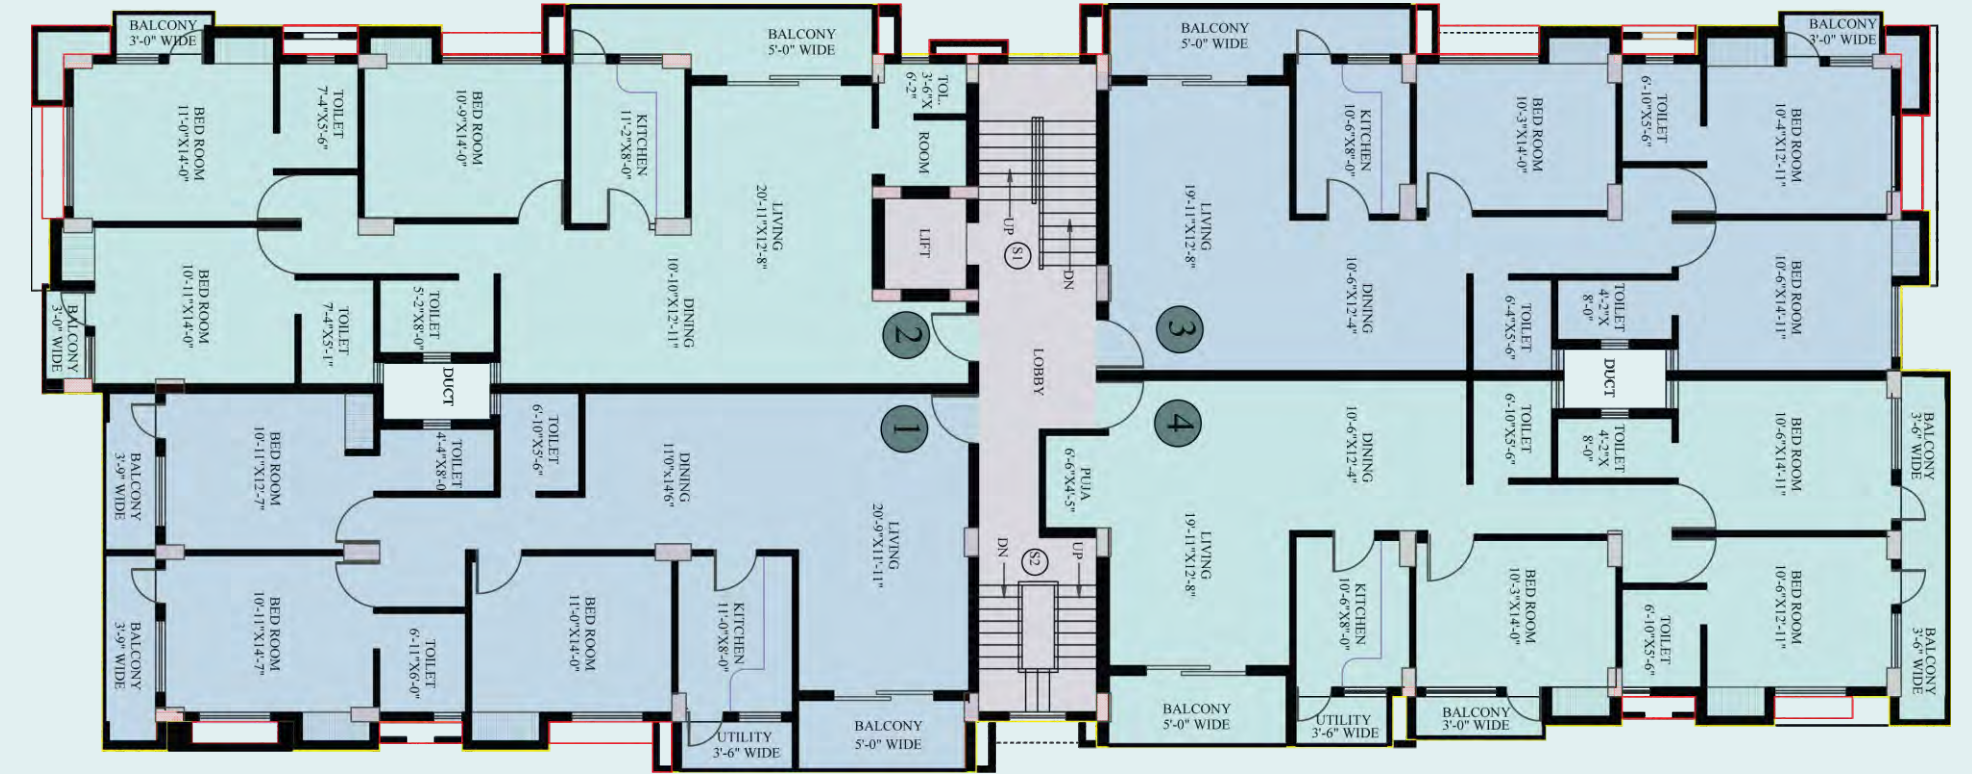 BALCONY
3'-0" WIDE
BED ROOM
11'-0"X14'-0"
TOILET
7'-4"X5'-6"
BED ROOM
10'-9"X14'-0"
KITCHEN
11'-2"X8'-0"
BALCONY
5'-0" WIDE
LIVING
20'-11"X12'-8"
TOL.
3'-6"X
6'-2"
ROOM
LIFT
BED ROOM
10'-11"X14'-0"
BALCONY
3'-0" WIDE
TOILET
7'-4"X5'-1"
TOILET
5'-2"X8'-0"
DINING
10'-10"X12'-11"
2
DUCT
UP
S1
DN
LOBBY
BALCONY
5'-0" WIDE
LIVING
19'-11"X12'-8"
KITCHEN
10'-6"X8'-0"
BED ROOM
10'-3"X14'-0"
TOILET
6'-10"X5'-6"
BED ROOM
10'-4"X12'-11"
BALCONY
3'-0" WIDE
3
DINING
10'-6"X12'-4"
TOILET
6'-4"X5'-6"
TOILET
4'-2"X
8'-0"
BED ROOM
10'-6"X14'-11"
DUCT
BALCONY
3'-9" WIDE
BED ROOM
10'-11"X12'-7"
TOILET
4'-4"X8'-0
TOILET
6'-10"X5'-6"
DINING
11'0"x14'6"
1
LIVING
20'-9"X11'-11"
BALCONY
3'-9" WIDE
BED ROOM
10'-11"X14'-7"
TOILET
6'-11"X6'-0"
BED ROOM
11'-0"X14'-0"
KITCHEN
11'-0"X8'-0"
UTILITY
3'-6" WIDE
BALCONY
5'-0" WIDE
DN
S2
UP
PUJA
6'-6"X4'-5"
4
DINING
10'-6"X12'-4"
TOILET
6'-10"X5'-6"
TOILET
4'-2"X
8'-0"
BED ROOM
10'-6"X14'-11"
BALCONY
3'-6" WIDE
LIVING
19'-11"X12'-8"
KITCHEN
10'-6"X8'-0"
BED ROOM
10'-3"X14'-0"
TOILET
6'-10"X5'-6"
BED ROOM
10'-6"X12'-11"
BALCONY
3'-6" WIDE
BALCONY
5'-0" WIDE
UTILITY
3'-6" WIDE
BALCONY
3'-0" WIDE